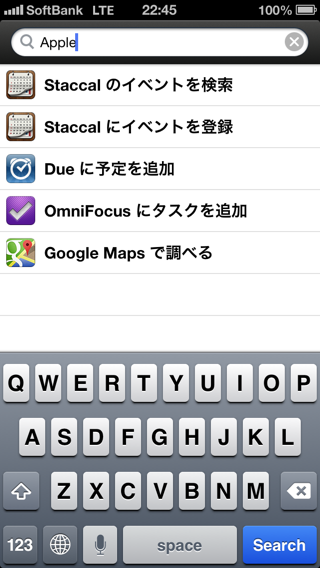 SoftBank LTE 22:45 100%
Apple
Staccal のイベントを検索
Staccal にイベントを登録
Due に予定を追加
OmniFocus にタスクを追加
Google Maps で調べる
Q W E R T Y U I O P
A S D F G H J K L
Z X C V B N M
123 space Search